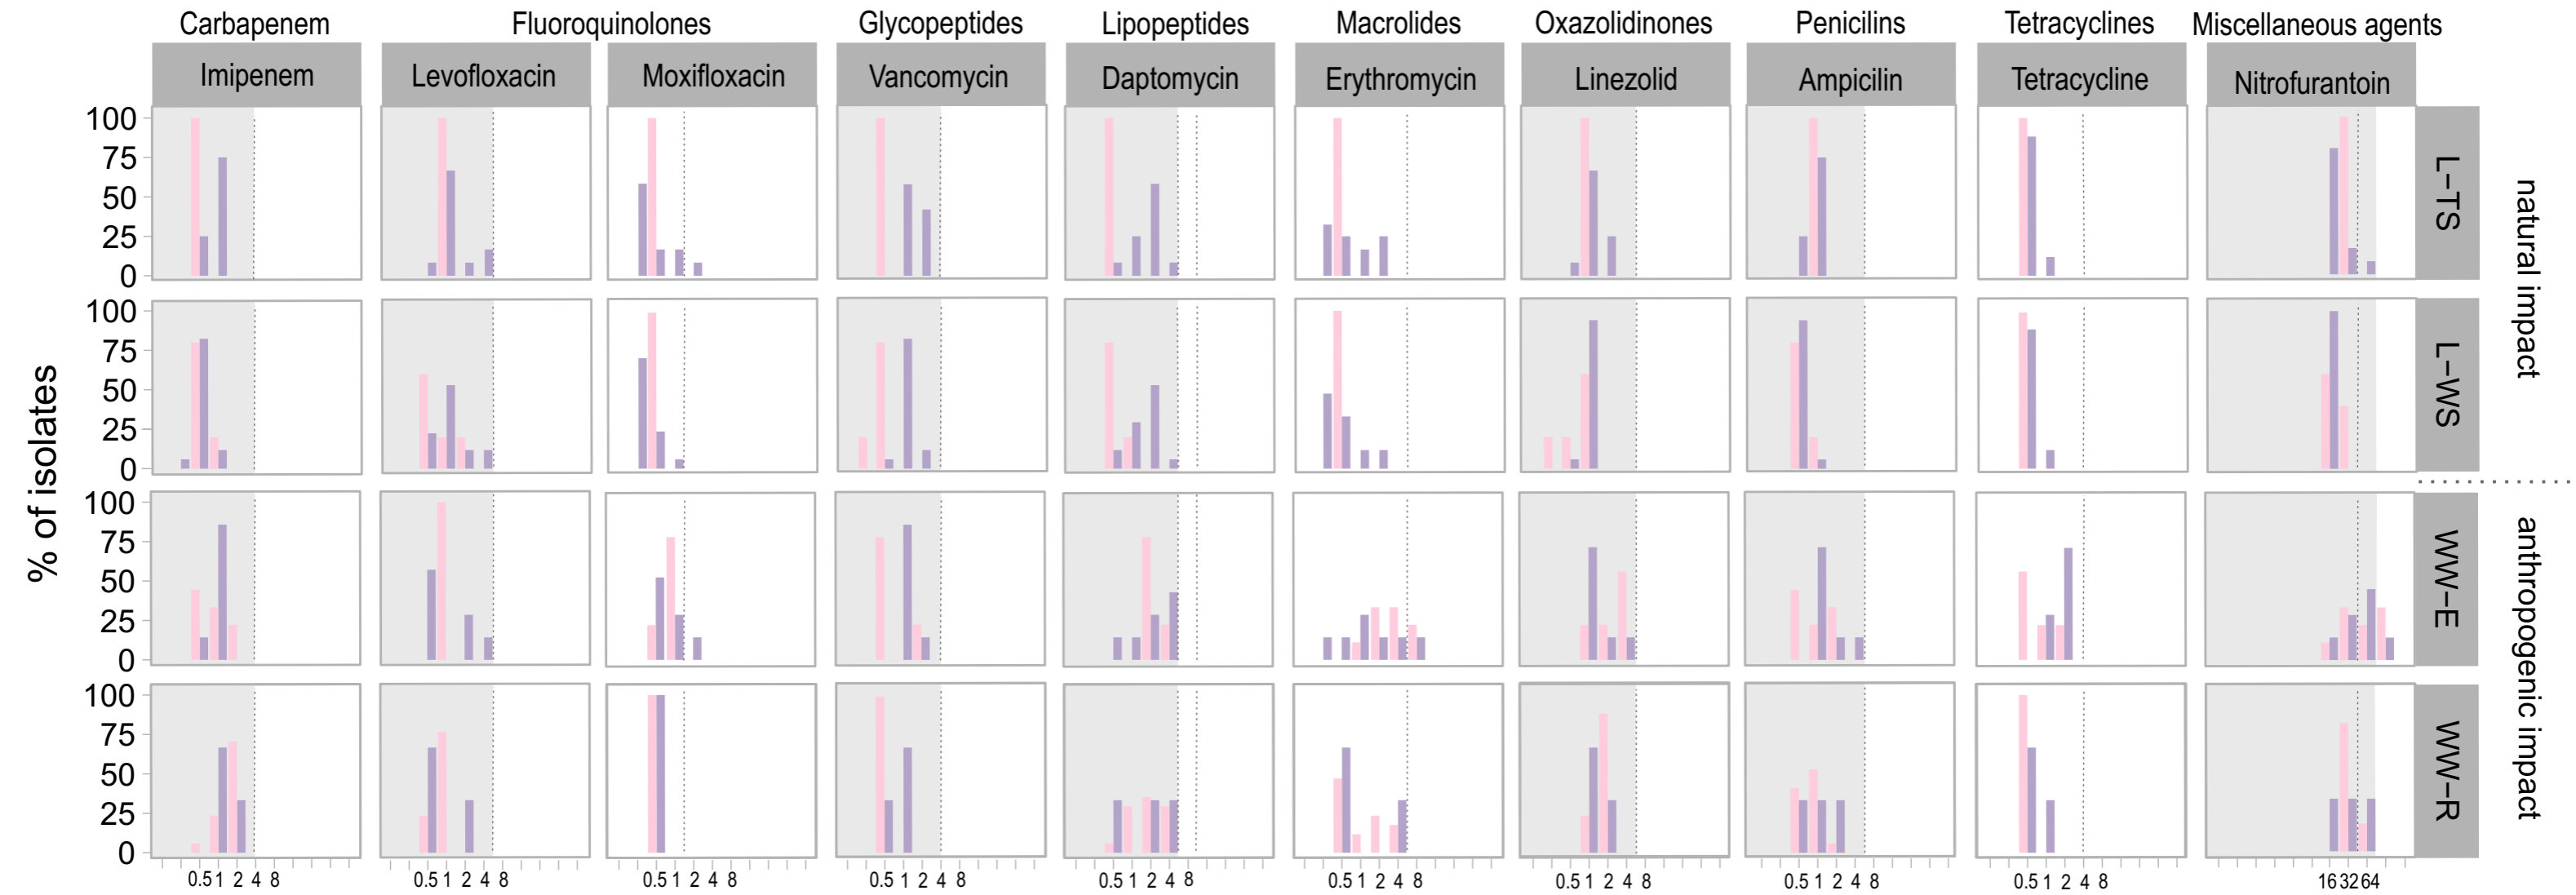 Carbapenem Fluoroquinolones Glycopeptides Lipopeptides Macrolides Oxazolidinones Penicilins Tetracyclines Miscellaneous agents
Imipenem Levofloxacin Moxifloxacin Vancomycin Daptomycin Erythromycin Linezolid Ampicilin Tetracycline Nitrofurantoin
100
75
50
25
0
L-TS
100
75
50
25
0
L-WS
natural impact
100
75
50
25
0
WW-E
100
75
50
25
0
WW-R
anthropogenic impact
% of isolates
0.5 1 2 4 8 0.5 1 2 4 8 0.5 1 2 4 8 0.5 1 2 4 8 0.5 1 2 4 8 0.5 1 2 4 8 0.5 1 2 4 8 0.5 1 2 4 8 0.5 1 2 4 8 16 32 64